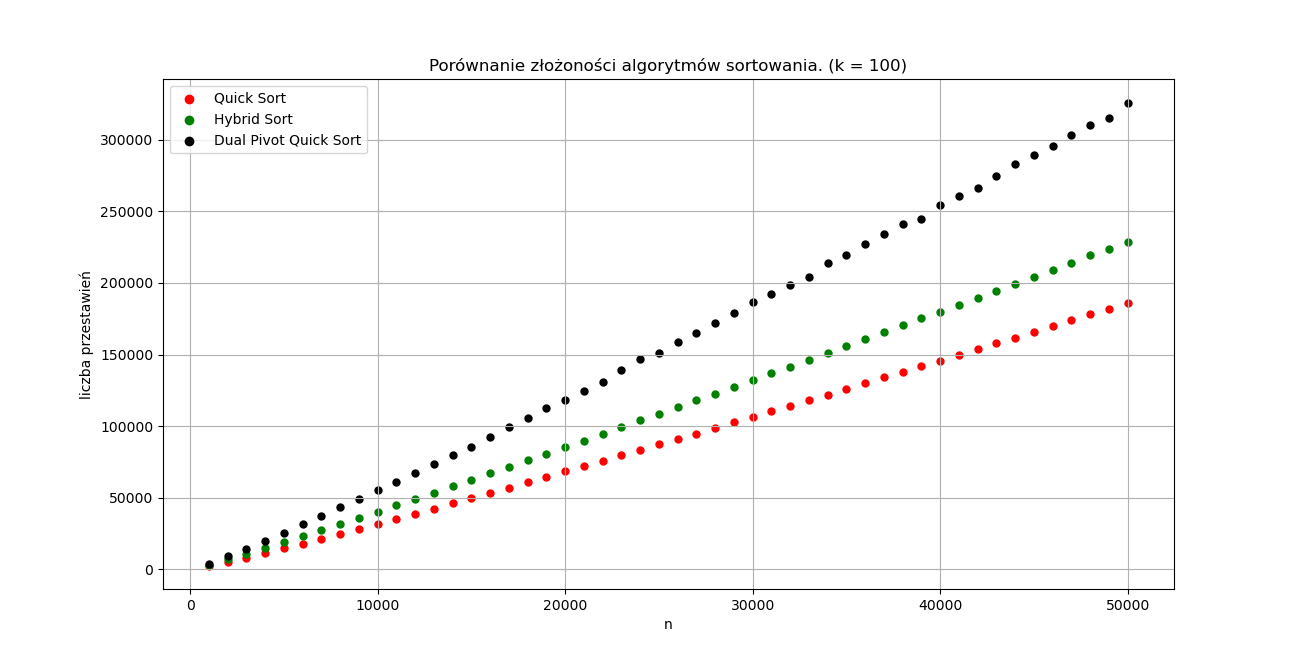 Porównanie złożoności algorytmów sortowania. (k = 100)
Quick Sort
Hybrid Sort
Dual Pivot Quick Sort
300000
250000
200000
150000
100000
50000
0
liczba przestawień
0 10000 20000 30000 40000 50000
n